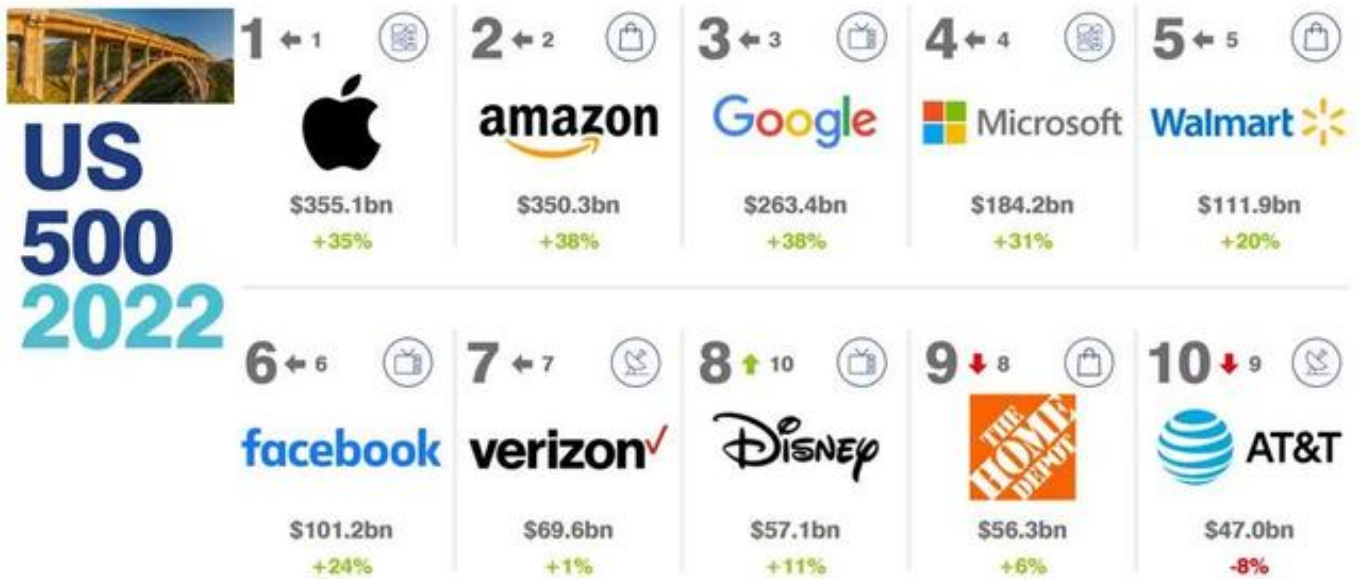 US
500
2022
1 ← 1
$355.1bn
+35%
2 ← 2
amazon
$350.3bn
+38%
3 ← 3
Google
$263.4bn
+38%
4 ← 4
Microsoft
$184.2bn
+31%
5 ← 5
Walmart
$111.9bn
+20%
6 ← 6
facebook
$101.2bn
+24%
7 ← 7
verizon✓
$69.6bn
+1%
8 ↑ 10
Disney
$57.1bn
+11%
9 ↓ 8
THE
HOME
DEPOT
$56.3bn
+6%
10 ↓ 9
AT&T
$47.0bn
-8%